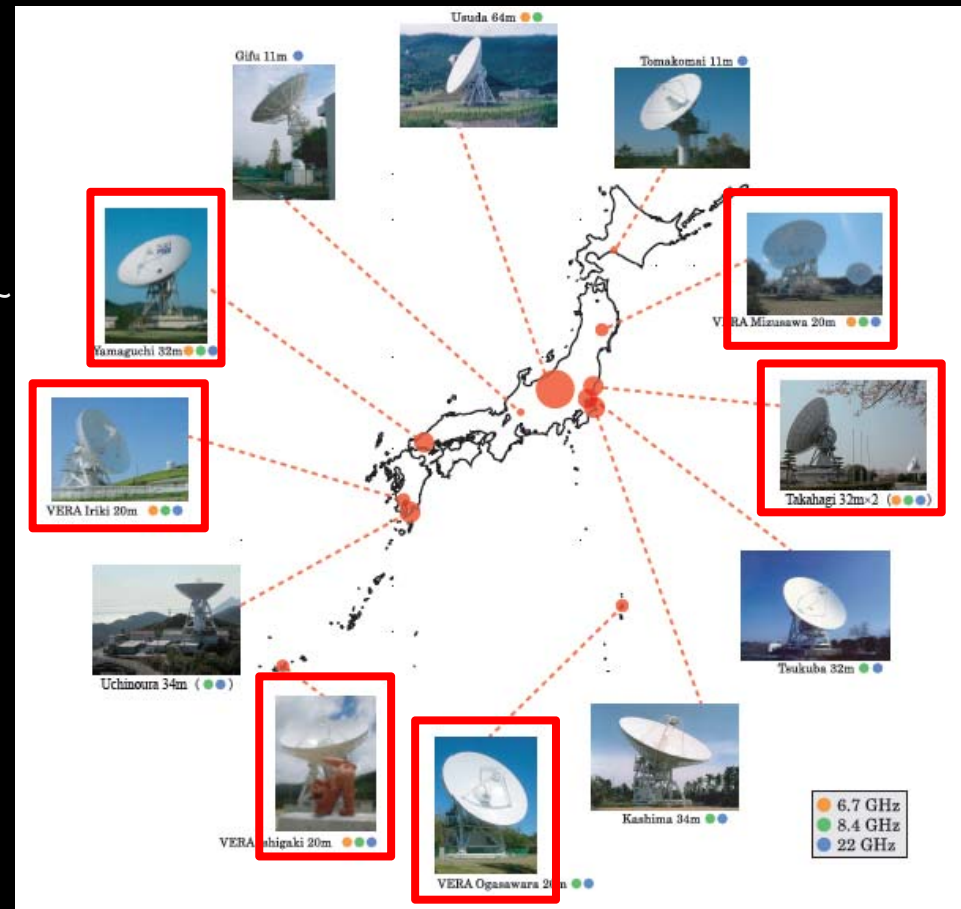 Usuda 64m
Gifu 11m
Tomakomai 11m
Yamaguchi 32m
VERA Mizusawa 20m
VERA Iriki 20m
Takahagi 32m×2 ( )
Uchinoura 34m ( )
Tsukuba 32m
VERA Ishigaki 20m
VERA Ogasawara 20m
Kashima 34m
6.7 GHz
8.4 GHz
22 GHz